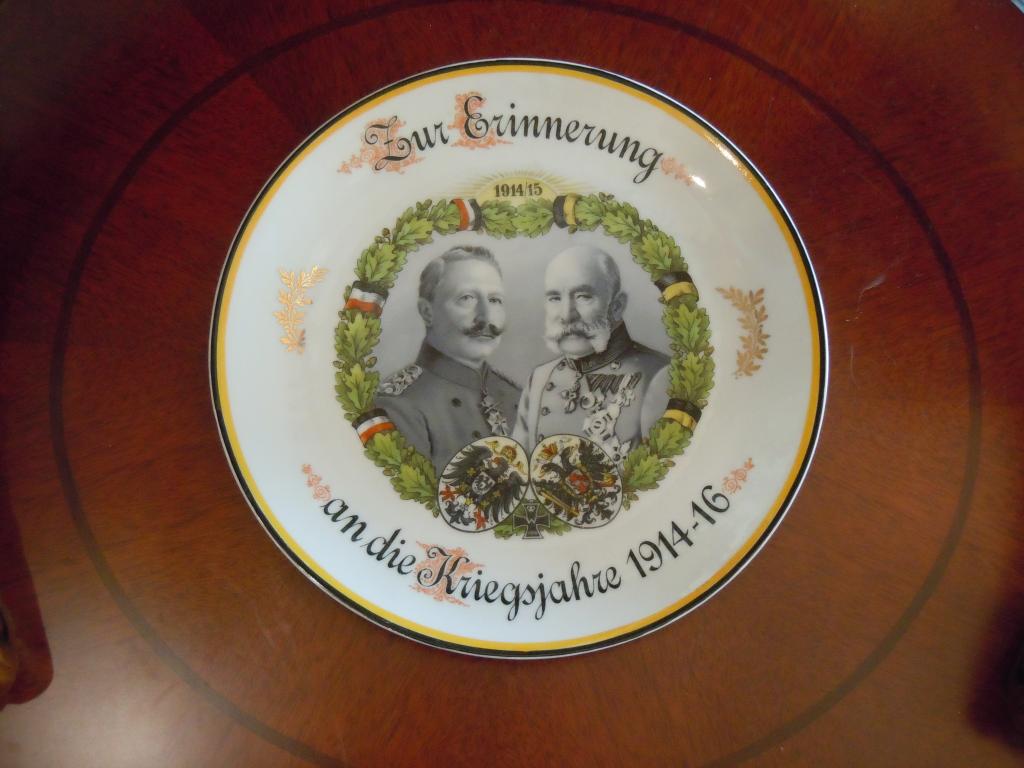 Zur Erinnerung
1914/15
an die Kriegsjahre 1914-16